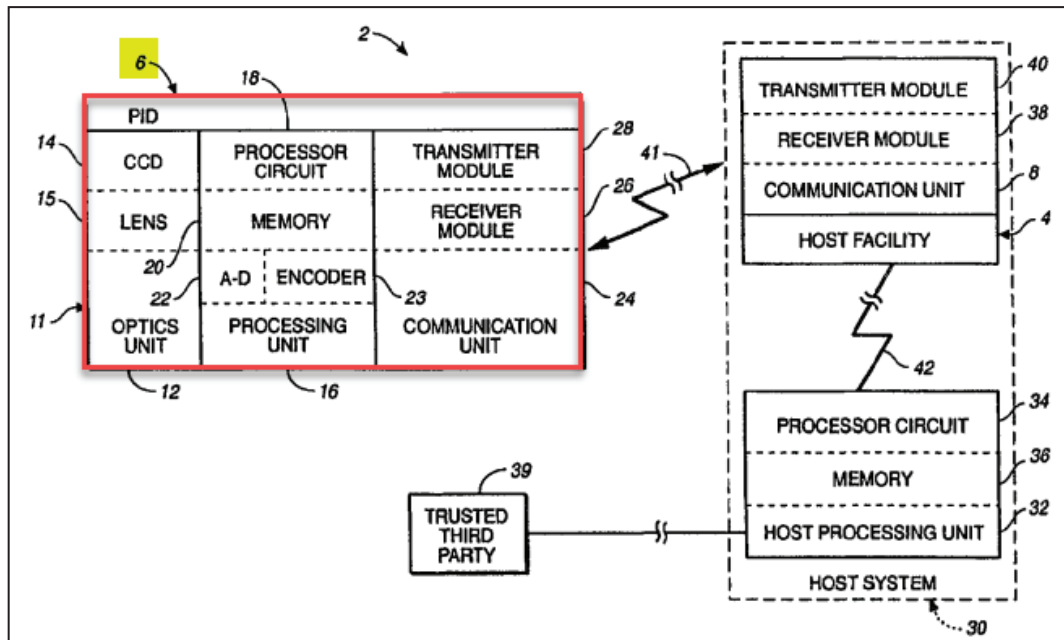 2
6
18
PID
14
CCD
PROCESSOR
CIRCUIT
TRANSMITTER
MODULE
28
15
LENS
MEMORY
RECEIVER
MODULE
26
20
22
A-D
ENCODER
23
24
11
OPTICS
UNIT
PROCESSING
UNIT
COMMUNICATION
UNIT
12
16
41
TRANSMITTER MODULE
40
RECEIVER MODULE
38
COMMUNICATION UNIT
8
HOST FACILITY
4
42
PROCESSOR CIRCUIT
34
MEMORY
36
HOST PROCESSING UNIT
32
HOST SYSTEM
30
39
TRUSTED
THIRD
PARTY